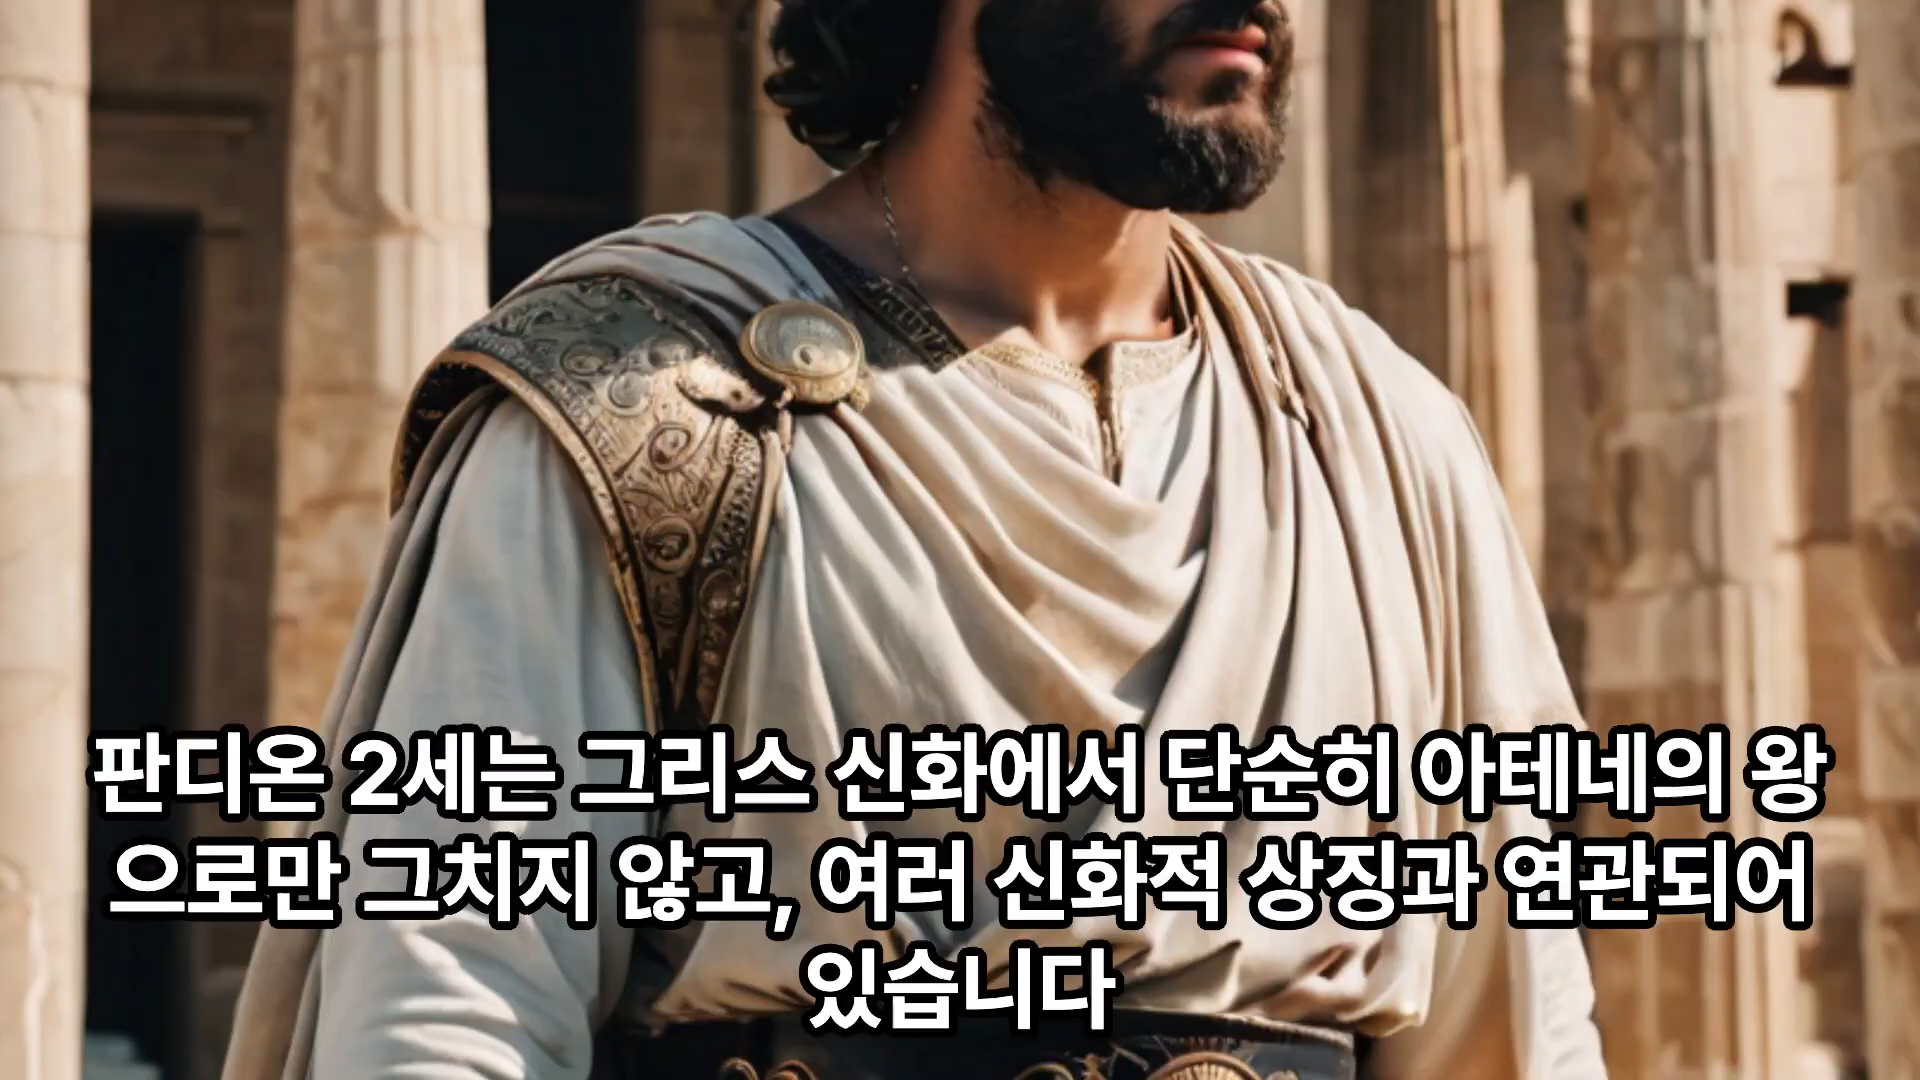 판디온 2세는 그리스 신화에서 단순히 아테네의 왕
으로만 그치지 않고, 여러 신화적 상징과 연관되어
있습니다